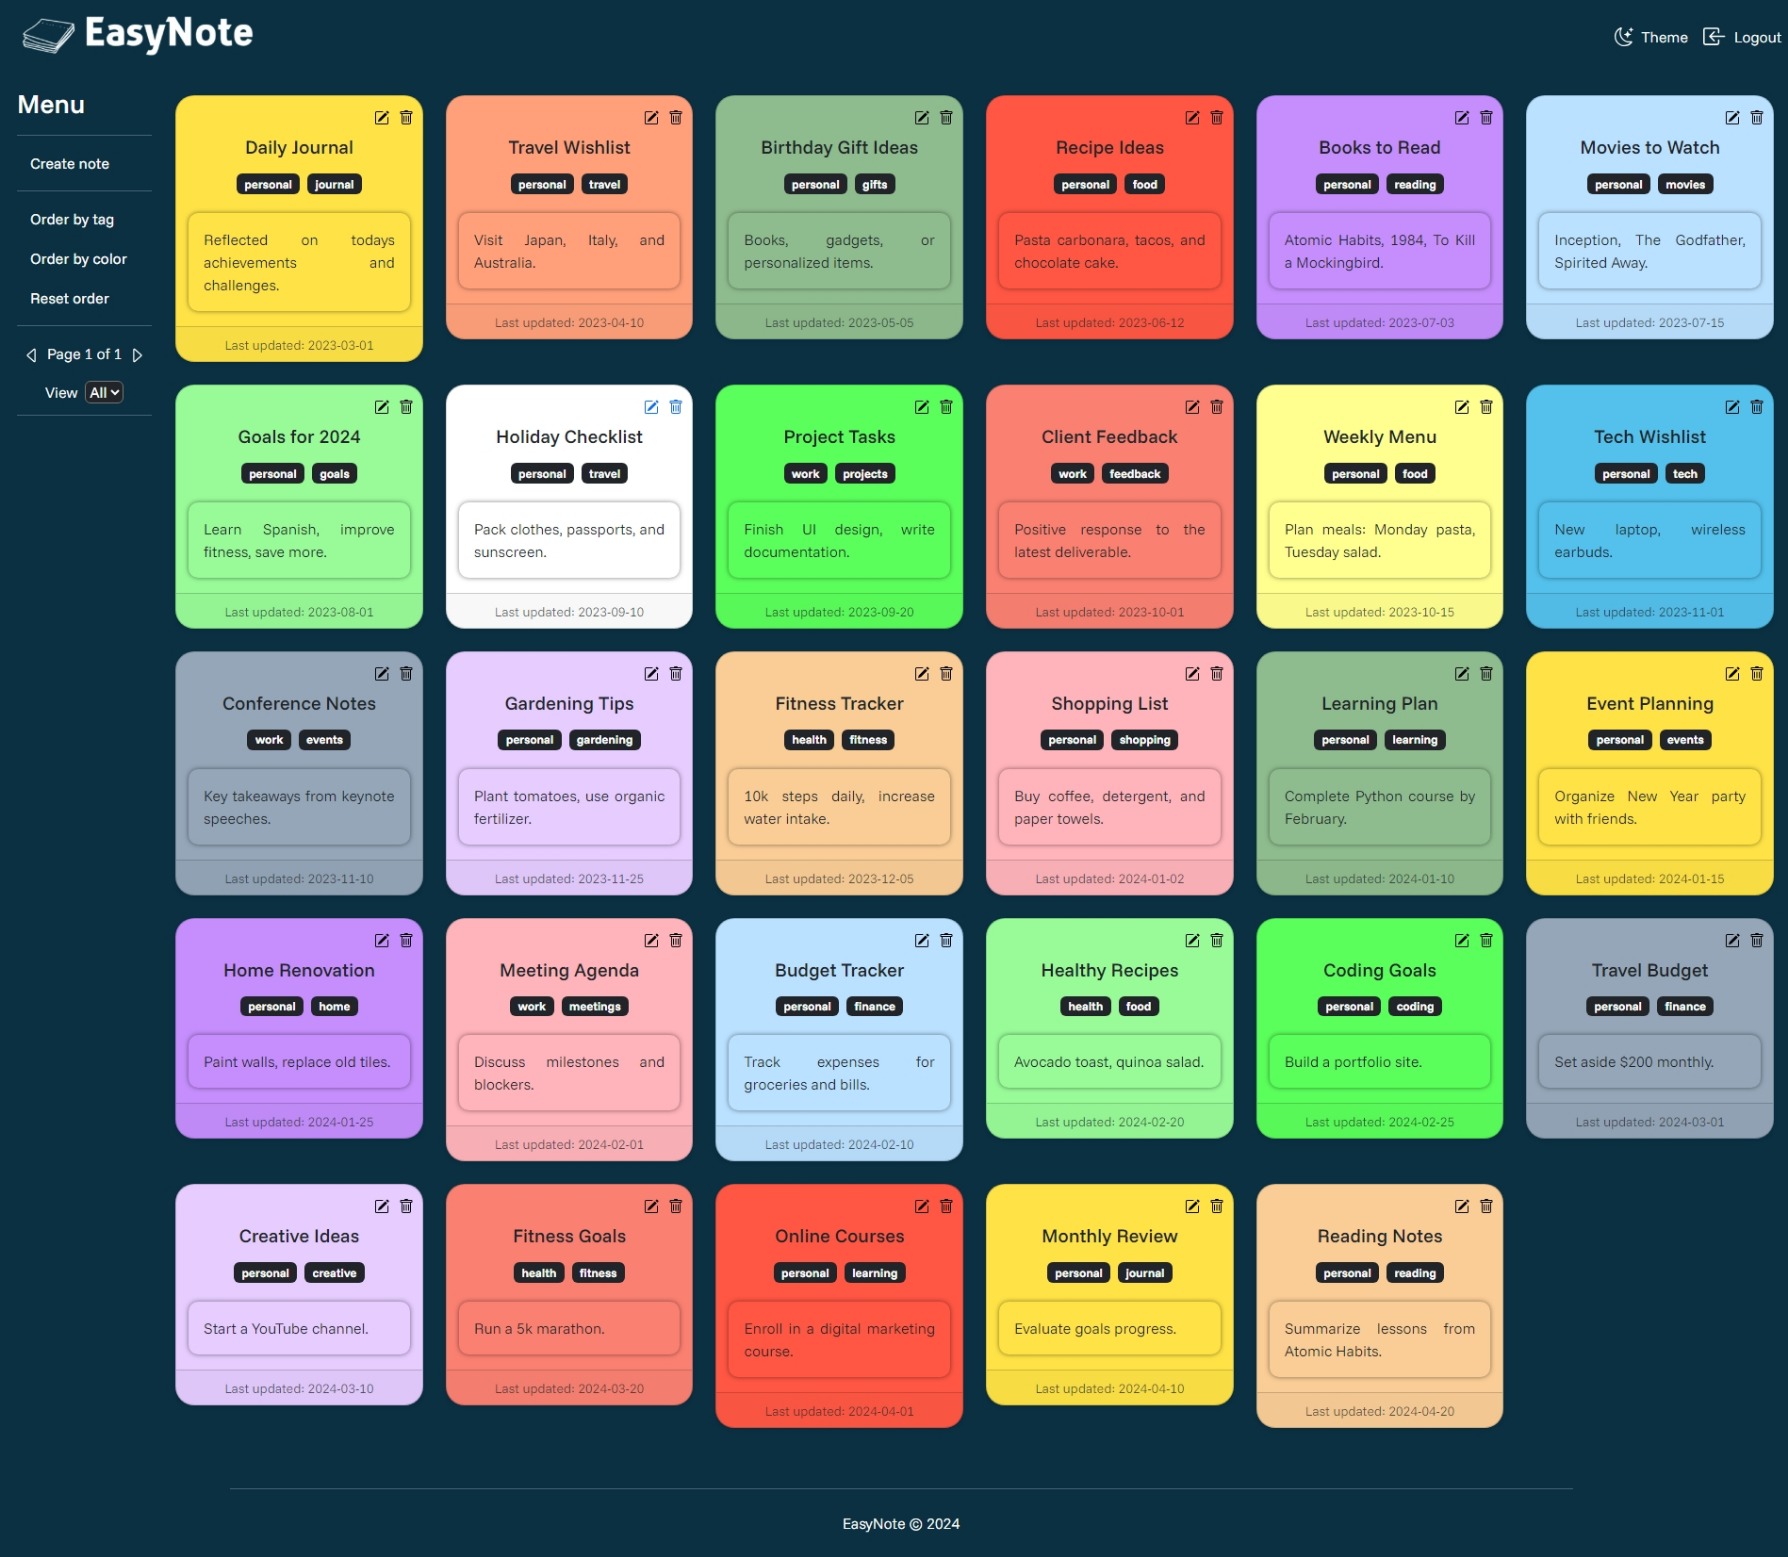 EasyNote
Theme
Logout
Menu
Create note
Order by tag
Order by color
Reset order
Page 1 of 1
View All
Daily Journal
personal journal
Reflected on todays
achievements and
challenges.
Last updated: 2023-03-01
Travel Wishlist
personal travel
Visit Japan, Italy, and
Australia.
Last updated: 2023-04-10
Birthday Gift Ideas
personal gifts
Books, gadgets, or
personalized items.
Last updated: 2023-05-05
Recipe Ideas
personal food
Pasta carbonara, tacos, and
chocolate cake.
Last updated: 2023-06-12
Books to Read
personal reading
Atomic Habits, 1984, To Kill
a Mockingbird.
Last updated: 2023-07-03
Movies to Watch
personal movies
Inception, The Godfather,
Spirited Away.
Last updated: 2023-07-15
Goals for 2024
personal goals
Learn Spanish, improve
fitness, save more.
Last updated: 2023-08-01
Holiday Checklist
personal travel
Pack clothes, passports, and
sunscreen.
Last updated: 2023-09-10
Project Tasks
work projects
Finish UI design, write
documentation.
Last updated: 2023-09-20
Client Feedback
work feedback
Positive response to the
latest deliverable.
Last updated: 2023-10-01
Weekly Menu
personal food
Plan meals: Monday pasta,
Tuesday salad.
Last updated: 2023-10-15
Tech Wishlist
personal tech
New laptop, wireless
earbuds.
Last updated: 2023-11-01
Conference Notes
work events
Key takeaways from keynote
speeches.
Last updated: 2023-11-10
Gardening Tips
personal gardening
Plant tomatoes, use organic
fertilizer.
Last updated: 2023-11-25
Fitness Tracker
health fitness
10k steps daily, increase
water intake.
Last updated: 2023-12-05
Shopping List
personal shopping
Buy coffee, detergent, and
paper towels.
Last updated: 2024-01-02
Learning Plan
personal learning
Complete Python course by
February.
Last updated: 2024-01-10
Event Planning
personal events
Organize New Year party
with friends.
Last updated: 2024-01-15
Home Renovation
personal home
Paint walls, replace old tiles.
Last updated: 2024-01-25
Meeting Agenda
work meetings
Discuss milestones and
blockers.
Last updated: 2024-02-01
Budget Tracker
personal finance
Track expenses for
groceries and bills.
Last updated: 2024-02-10
Healthy Recipes
health food
Avocado toast, quinoa salad.
Last updated: 2024-02-20
Coding Goals
personal coding
Build a portfolio site.
Last updated: 2024-02-25
Travel Budget
personal finance
Set aside $200 monthly.
Last updated: 2024-03-01
Creative Ideas
personal creative
Start a YouTube channel.
Last updated: 2024-03-10
Fitness Goals
health fitness
Run a 5k marathon.
Last updated: 2024-03-20
Online Courses
personal learning
Enroll in a digital marketing
course.
Last updated: 2024-04-01
Monthly Review
personal journal
Evaluate goals progress.
Last updated: 2024-04-10
Reading Notes
personal reading
Summarize lessons from
Atomic Habits.
Last updated: 2024-04-20
EasyNote © 2024